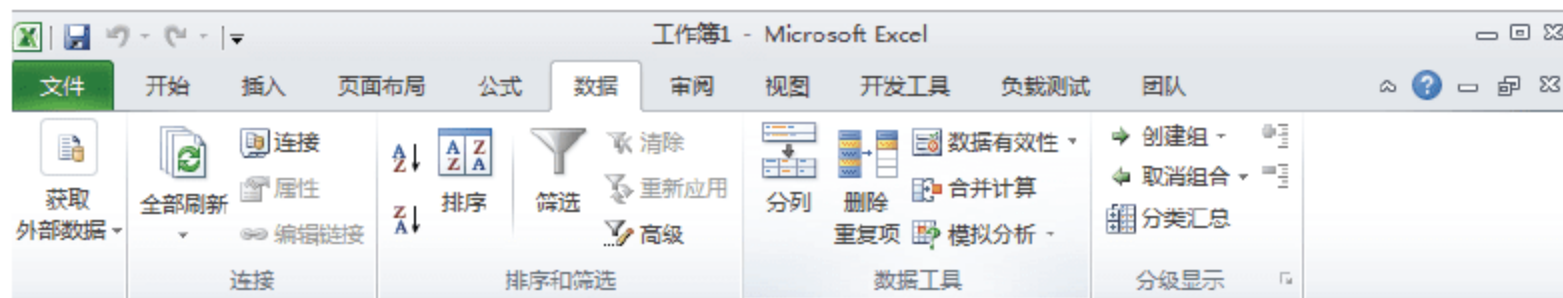 工作簿1 - Microsoft Excel
文件 开始 插入 页面布局 公式 数据 审阅 视图 开发工具 负载测试 团队
获取
外部数据
全部刷新
连接
属性
编辑链接
连接
排序
筛选
清除
重新应用
高级
排序和筛选
分列
删除
重复项
数据有效性
合并计算
模拟分析
数据工具
创建组
取消组合
分类汇总
分级显示